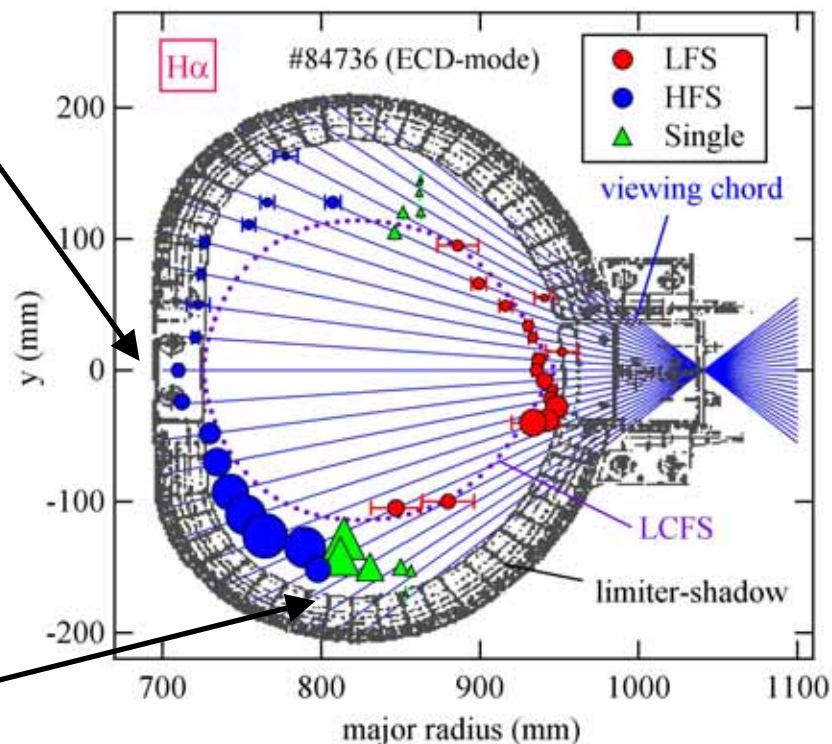 Hα
#84736 (ECD-mode)
LFS
HFS
Single
viewing chord
LCFS
limiter-shadow
y (mm)
200
100
0
-100
-200
700
800
900
1000
1100
major radius (mm)